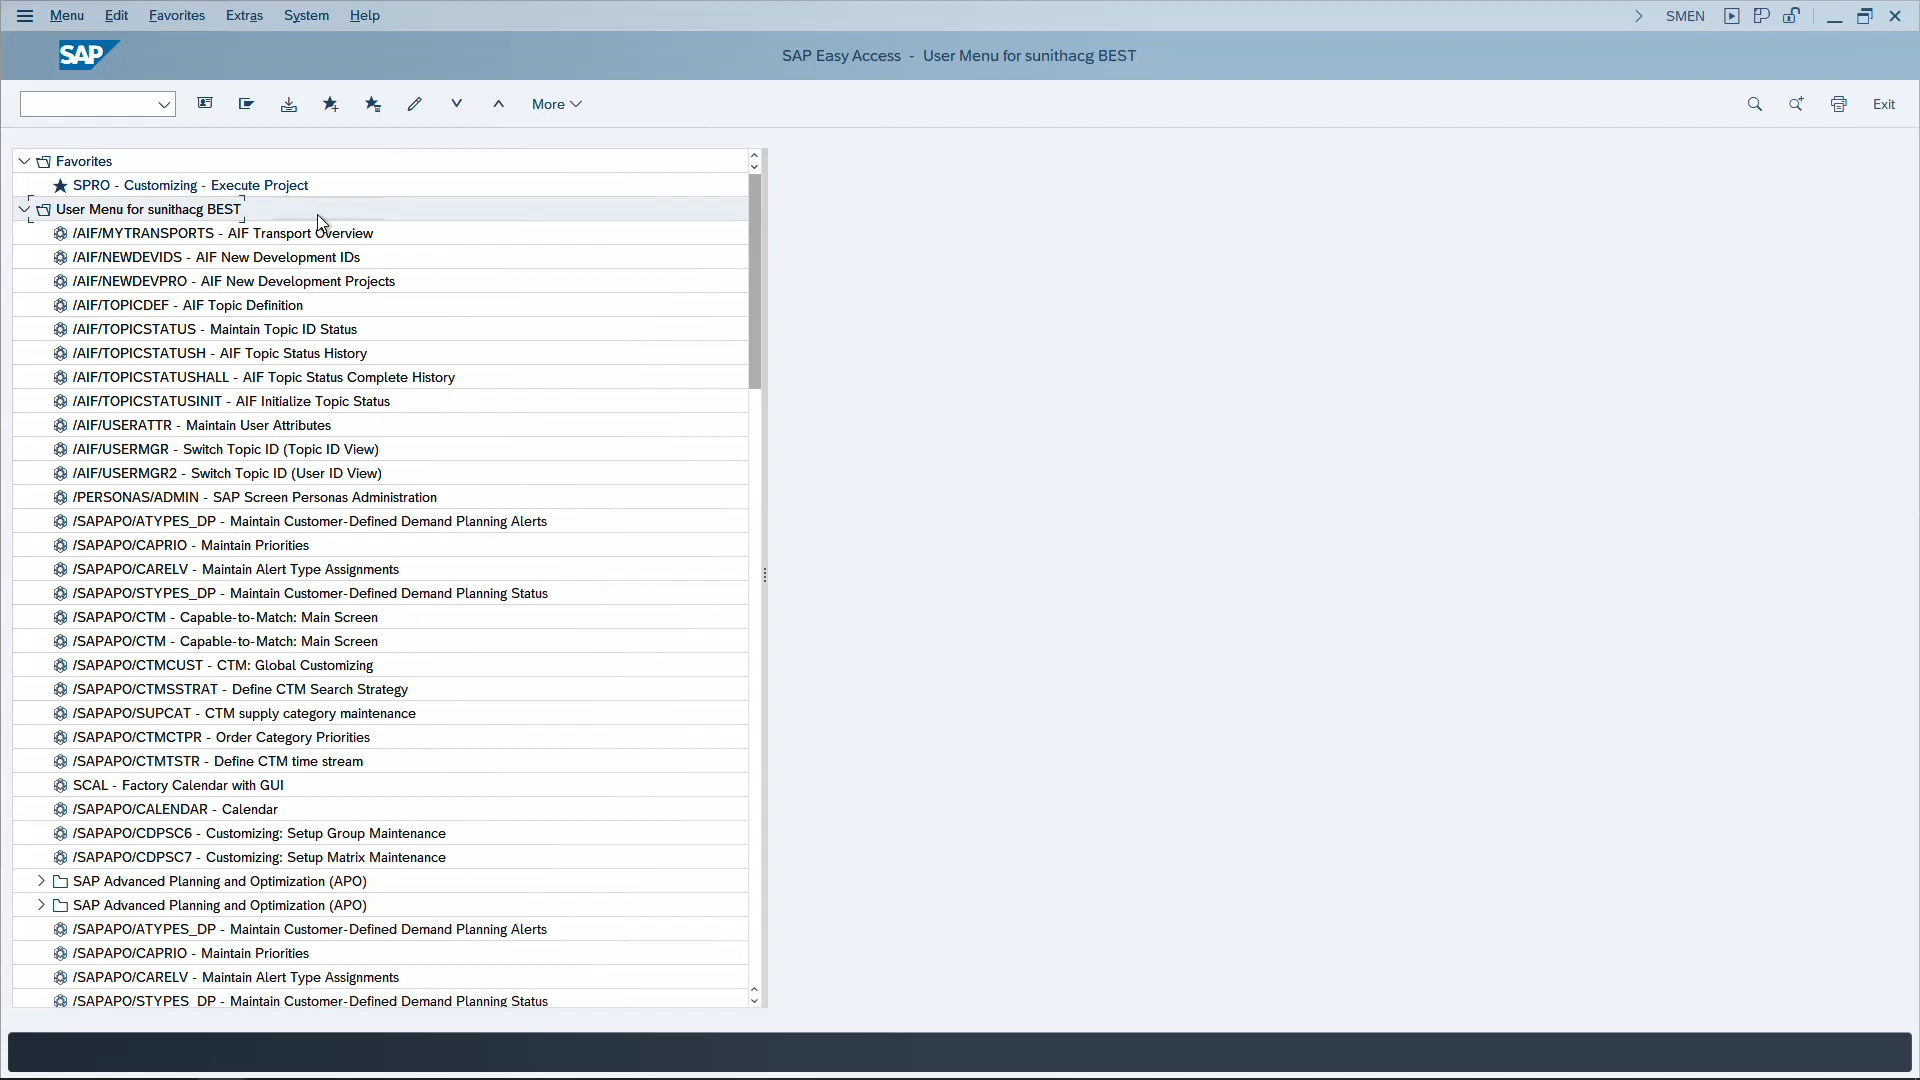 Menu Edit Favorites Extras System Help SMEN
SAP SAP Easy Access - User Menu for sunithacg BEST
More Exit
Favorites
SPRO - Customizing - Execute Project
User Menu for sunithacg BEST
/AIF/MYTRANSPORTS - AIF Transport Overview
/AIF/NEWDEVIDS - AIF New Development IDs
/AIF/NEWDEVPRO - AIF New Development Projects
/AIF/TOPICDEF - AIF Topic Definition
/AIF/TOPICSTATUS - Maintain Topic ID Status
/AIF/TOPICSTATUSH - AIF Topic Status History
/AIF/TOPICSTATUSHALL - AIF Topic Status Complete History
/AIF/TOPICSTATUSINIT - AIF Initialize Topic Status
/AIF/USERATTR - Maintain User Attributes
/AIF/USERMGR - Switch Topic ID (Topic ID View)
/AIF/USERMGR2 - Switch Topic ID (User ID View)
/PERSONAS/ADMIN - SAP Screen Personas Administration
/SAPAPO/ATYPES_DP - Maintain Customer-Defined Demand Planning Alerts
/SAPAPO/CAPRIO - Maintain Priorities
/SAPAPO/CARELV - Maintain Alert Type Assignments
/SAPAPO/STYPES_DP - Maintain Customer-Defined Demand Planning Status
/SAPAPO/CTM - Capable-to-Match: Main Screen
/SAPAPO/CTM - Capable-to-Match: Main Screen
/SAPAPO/CTMCUST - CTM: Global Customizing
/SAPAPO/CTMSSTRAT - Define CTM Search Strategy
/SAPAPO/SUPCAT - CTM supply category maintenance
/SAPAPO/CTMCTPR - Order Category Priorities
/SAPAPO/CTMTSTR - Define CTM time stream
SCAL - Factory Calendar with GUI
/SAPAPO/CALENDAR - Calendar
/SAPAPO/CDPSC6 - Customizing: Setup Group Maintenance
/SAPAPO/CDPSC7 - Customizing: Setup Matrix Maintenance
SAP Advanced Planning and Optimization (APO)
SAP Advanced Planning and Optimization (APO)
/SAPAPO/ATYPES_DP - Maintain Customer-Defined Demand Planning Alerts
/SAPAPO/CAPRIO - Maintain Priorities
/SAPAPO/CARELV - Maintain Alert Type Assignments
/SAPAPO/STYPES_DP - Maintain Customer-Defined Demand Planning Status